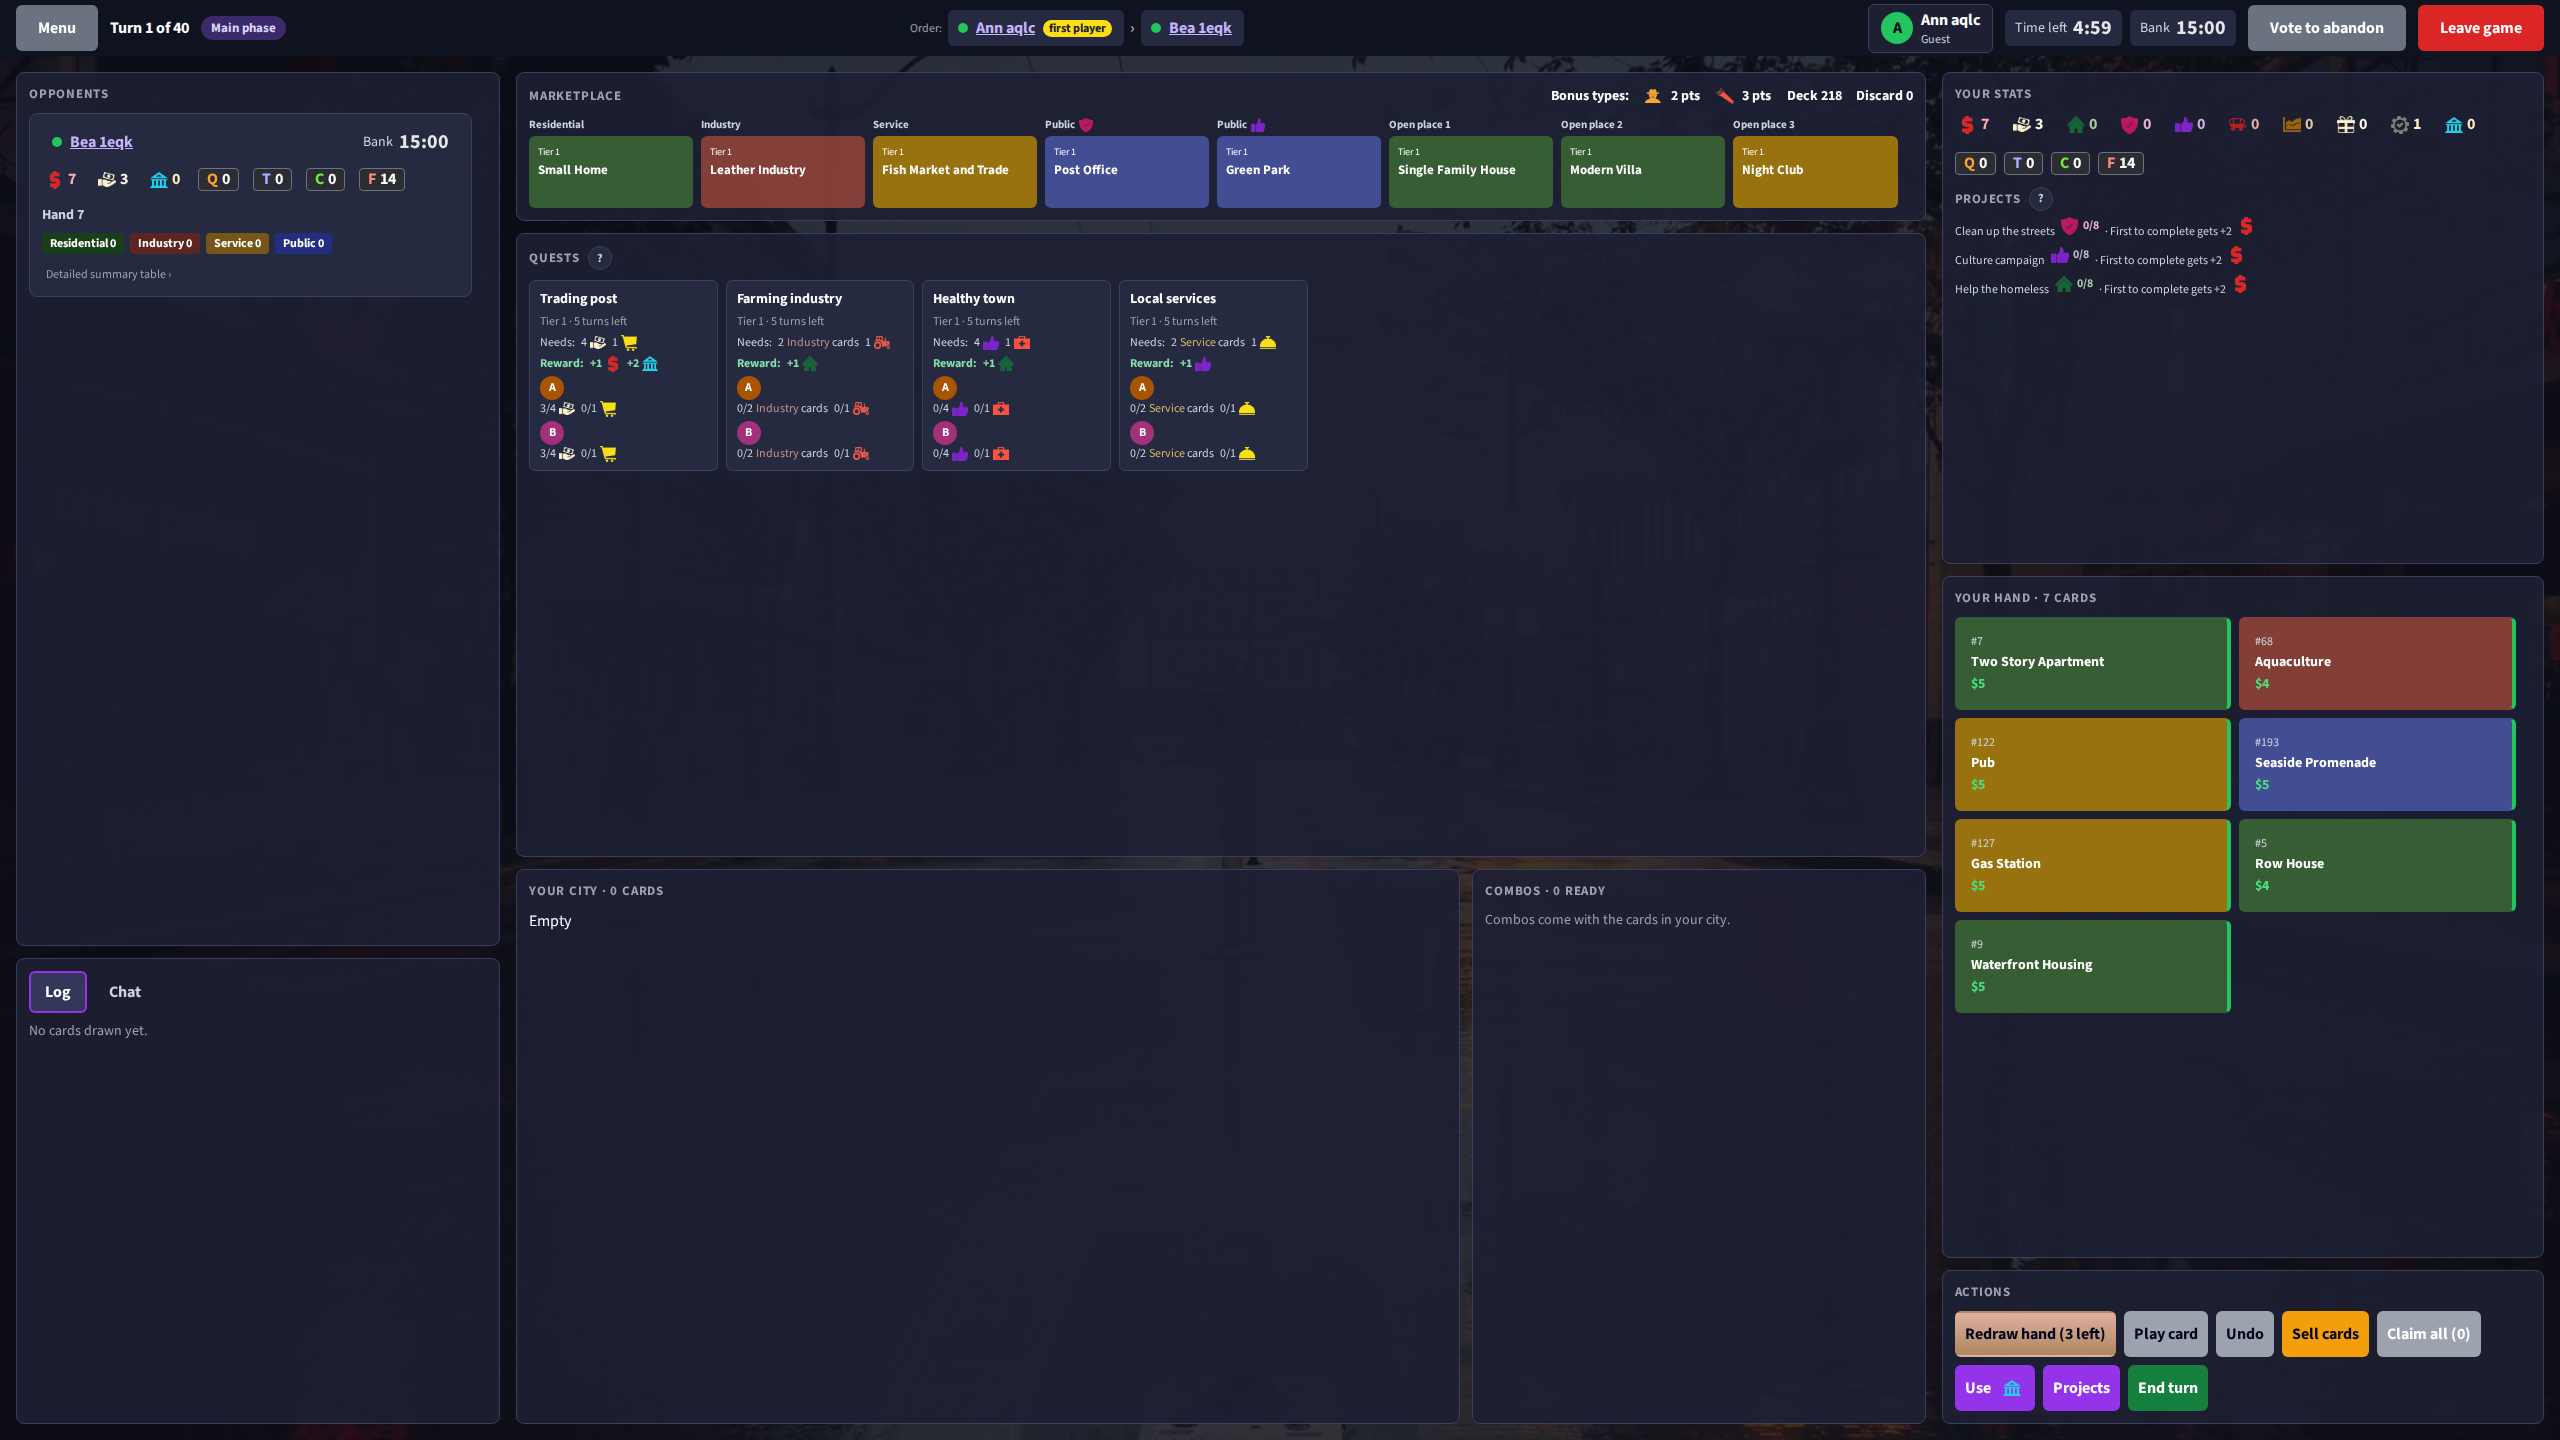 Menu
Turn 1 of 40
Main phase
Order:
Ann aqlc
first player
›
Bea 1eqk
A
Ann aqlc
Guest
Time left 4:59
Bank 15:00
Vote to abandon
Leave game
OPPONENTS
Bea 1eqk
Bank 15:00
7 3 0 Q 0 T 0 C 0 F 14
Hand 7
Residential 0 Industry 0 Service 0 Public 0
Detailed summary table ›
Log
Chat
No cards drawn yet.
MARKETPLACE
Bonus types: 2 pts 3 pts Deck 218 Discard 0
Residential
Tier 1
Small Home
Industry
Tier 1
Leather Industry
Service
Tier 1
Fish Market and Trade
Public
Tier 1
Post Office
Public
Tier 1
Green Park
Open place 1
Tier 1
Single Family House
Open place 2
Tier 1
Modern Villa
Open place 3
Tier 1
Night Club
QUESTS ?
Trading post
Tier 1 · 5 turns left
Needs: 4 1
Reward: +1 +2
A
3/4 0/1
B
3/4 0/1
Farming industry
Tier 1 · 5 turns left
Needs: 2 Industry cards 1
Reward: +1
A
0/2 Industry cards 0/1
B
0/2 Industry cards 0/1
Healthy town
Tier 1 · 5 turns left
Needs: 4 1
Reward: +1
A
0/4 0/1
B
0/4 0/1
Local services
Tier 1 · 5 turns left
Needs: 2 Service cards 1
Reward: +1
A
0/2 Service cards 0/1
B
0/2 Service cards 0/1
YOUR CITY · 0 CARDS
Empty
COMBOS · 0 READY
Combos come with the cards in your city.
YOUR STATS
7 3 0 0 0 0 0 0 1 0
Q 0 T 0 C 0 F 14
PROJECTS ?
Clean up the streets 0/8 · First to complete gets +2
Culture campaign 0/8 · First to complete gets +2
Help the homeless 0/8 · First to complete gets +2
YOUR HAND · 7 CARDS
#7
Two Story Apartment
$5
#68
Aquaculture
$4
#122
Pub
$5
#193
Seaside Promenade
$5
#127
Gas Station
$5
#5
Row House
$4
#9
Waterfront Housing
$5
ACTIONS
Redraw hand (3 left)
Play card
Undo
Sell cards
Claim all (0)
Use
Projects
End turn